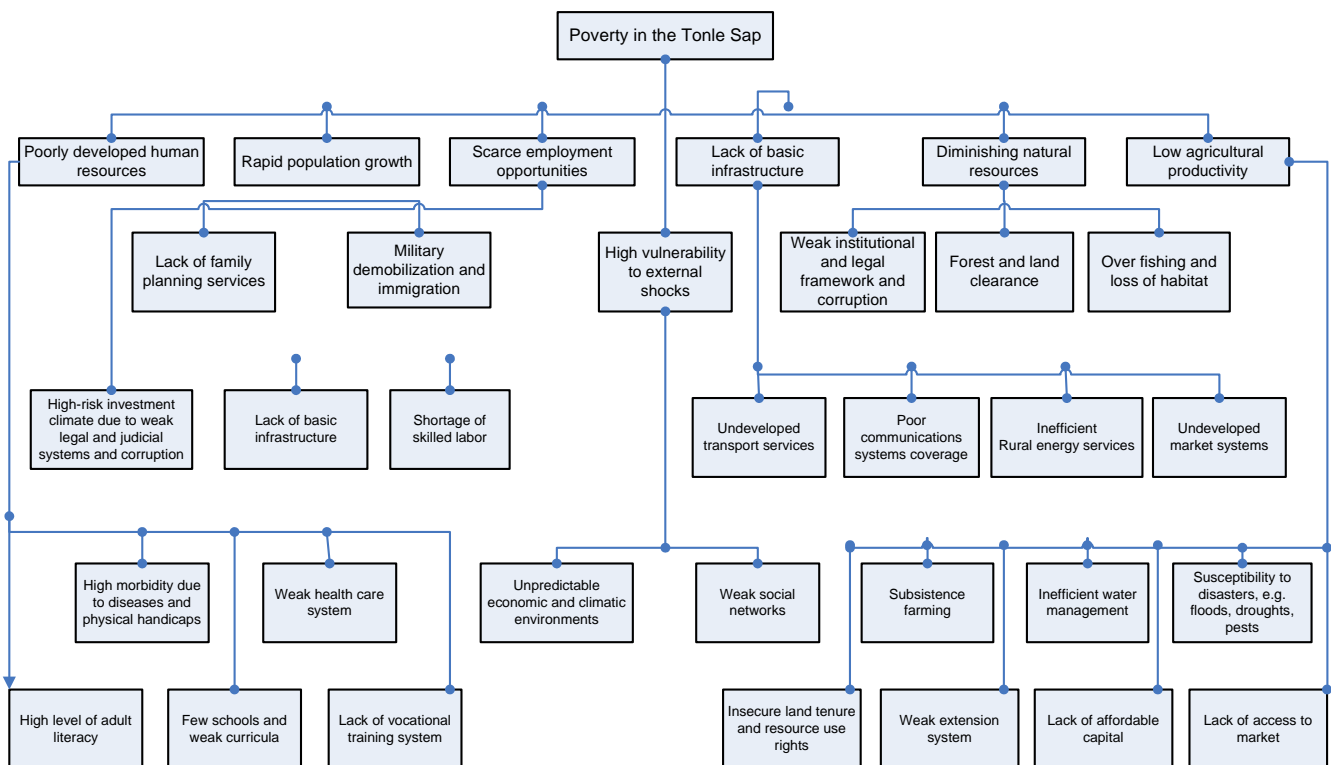 Poverty in the Tonle Sap
Poorly developed human
resources
Rapid population growth
Scarce employment
opportunities
Lack of basic
infrastructure
Diminishing natural
resources
Low agricultural
productivity
Lack of family
planning services
Military
demobilization and
immigration
High vulnerability
to external
shocks
Weak institutional
and legal
framework and
corruption
Forest and land
clearance
Over fishing and
loss of habitat
High-risk investment
climate due to weak
legal and judicial
systems and corruption
Lack of basic
infrastructure
Shortage of
skilled labor
Undeveloped
transport services
Poor
communications
systems coverage
Inefficient
Rural energy services
Undeveloped
market systems
High morbidity due
to diseases and
physical handicaps
Weak health care
system
Unpredictable
economic and climatic
environments
Weak social
networks
Subsistence
farming
Inefficient water
management
Susceptibility to
disasters, e.g.
floods, droughts,
pests
High level of adult
literacy
Few schools and
weak curricula
Lack of vocational
training system
Insecure land tenure
and resource use
rights
Weak extension
system
Lack of affordable
capital
Lack of access to
market